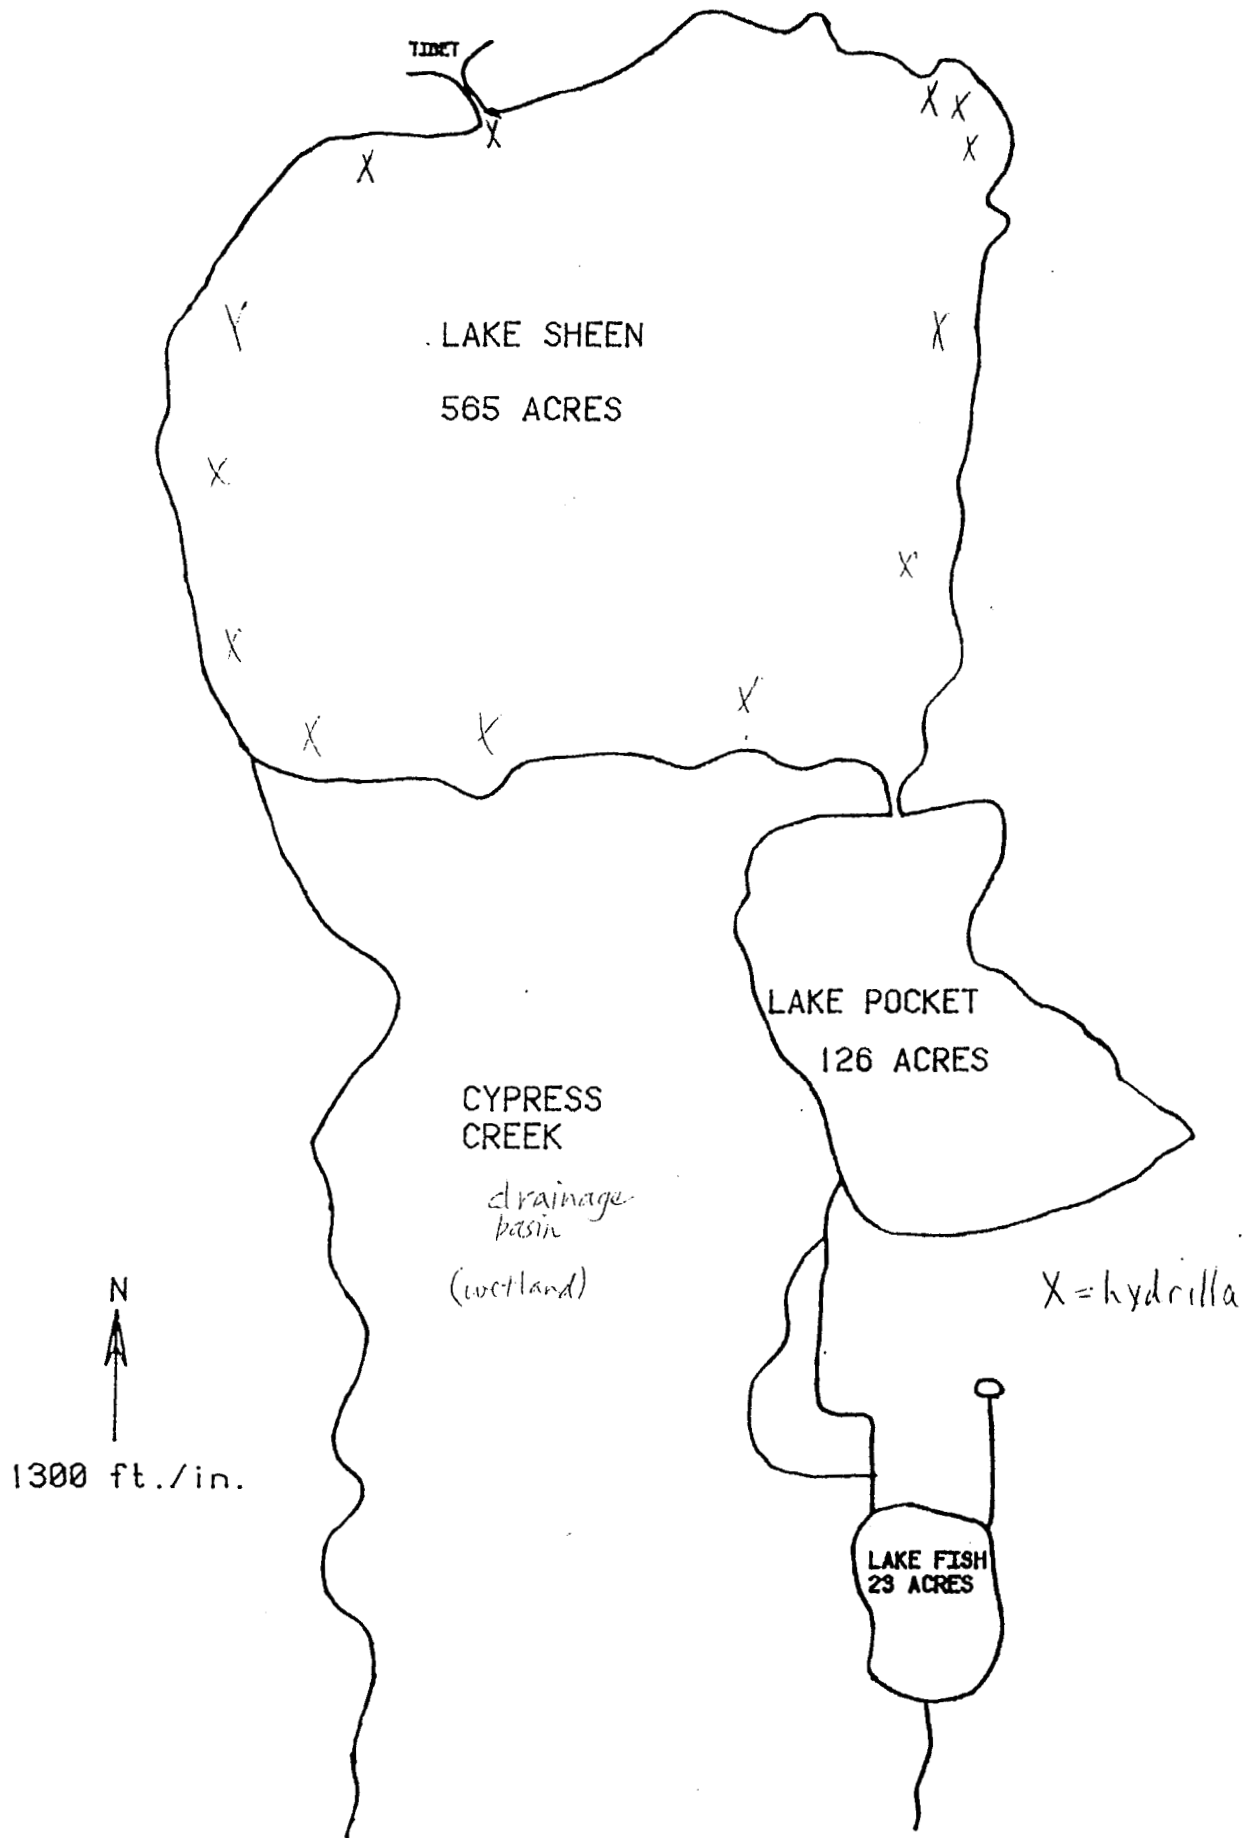 TIBET
X X
X
X
X
X
LAKE SHEEN
X
565 ACRES
X
X
X
X
X
X
LAKE POCKET
126 ACRES
CYPRESS
CREEK
drainage
basin
(wetland)
N
X = hydrilla
1300 ft./in.
LAKE FISH
23 ACRES